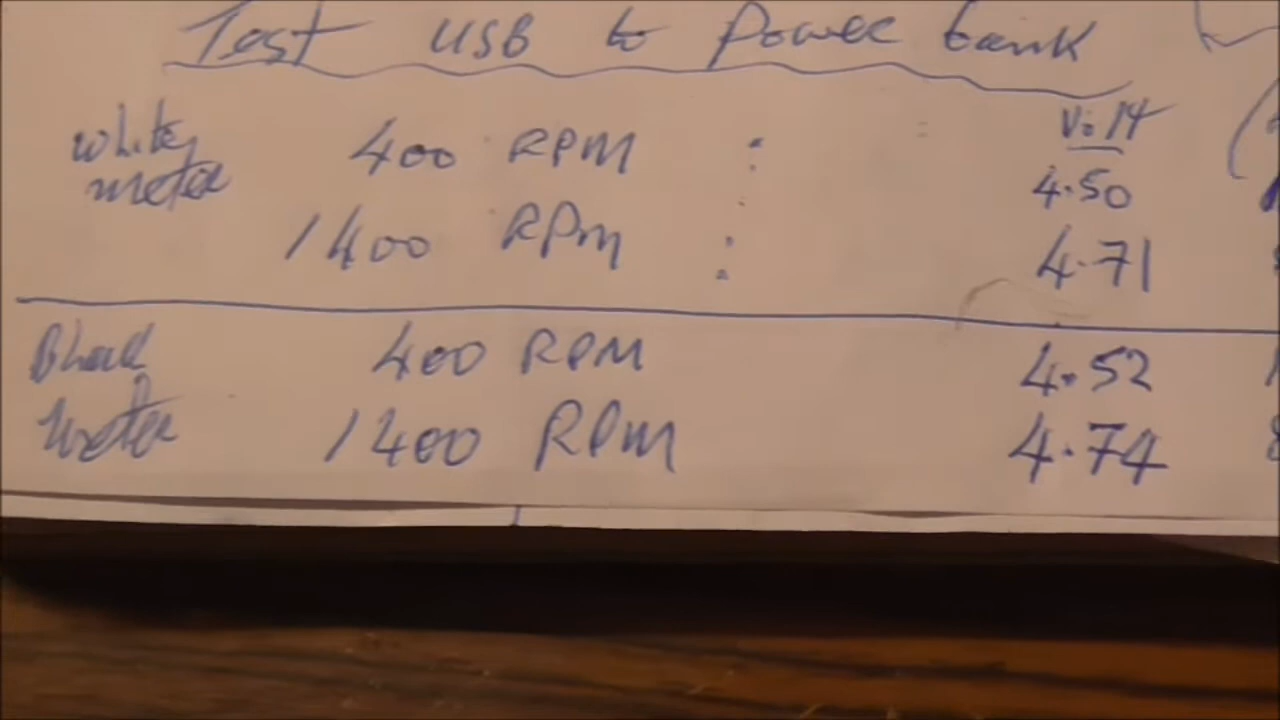 Test USB to Power bank
V:14
White 400 RPM : 4.50
meter
1400 RPM : 4.71
Black 400 RPM 4.52
meter 1400 RPM 4.74